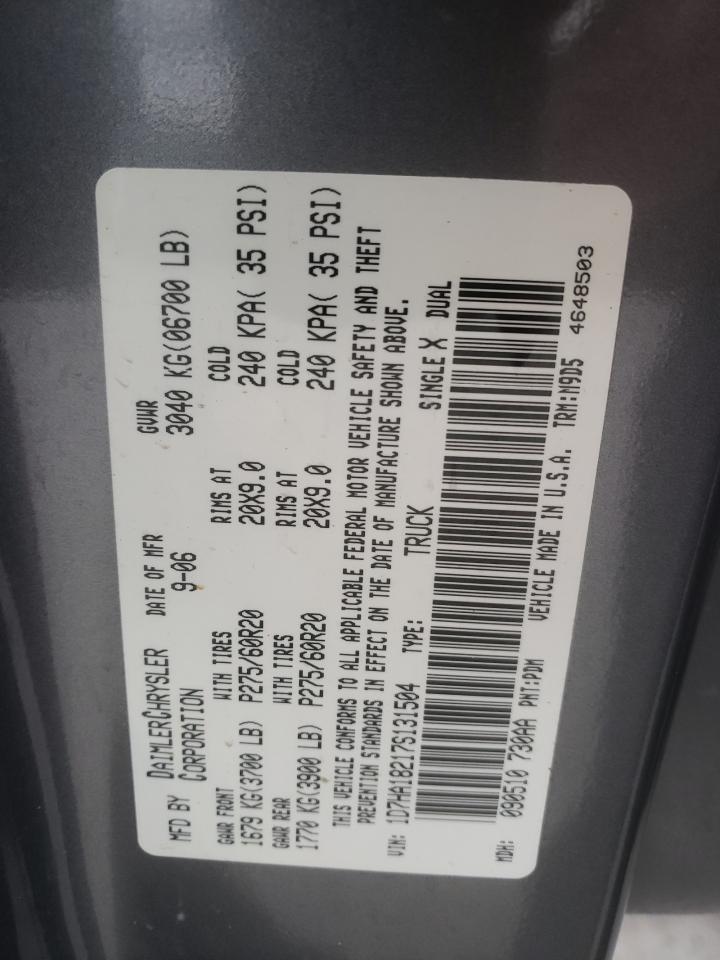 MFD BY DAIMLERCHRYSLER CORPORATION DATE OF MFR 9-06 GVWR 3040 KG(06700 LB)
GAWR FRONT WITH TIRES RIMS AT COLD
1679 KG(3700 LB) P275/60R20 20X9.0 240 KPA( 35 PSI)
GAWR REAR WITH TIRES RIMS AT COLD
1770 KG(3900 LB) P275/60R20 20X9.0 240 KPA( 35 PSI)
THIS VEHICLE CONFORMS TO ALL APPLICABLE FEDERAL MOTOR VEHICLE SAFETY AND THEFT
PREVENTION STANDARDS IN EFFECT ON THE DATE OF MANUFACTURE SHOWN ABOVE.
VIN: 1D7HA18217S131504 TYPE: TRUCK SINGLE X DUAL
MDH: 090510 730AA PNT:PDM VEHICLE MADE IN U.S.A. TRM:M9D5 4648503